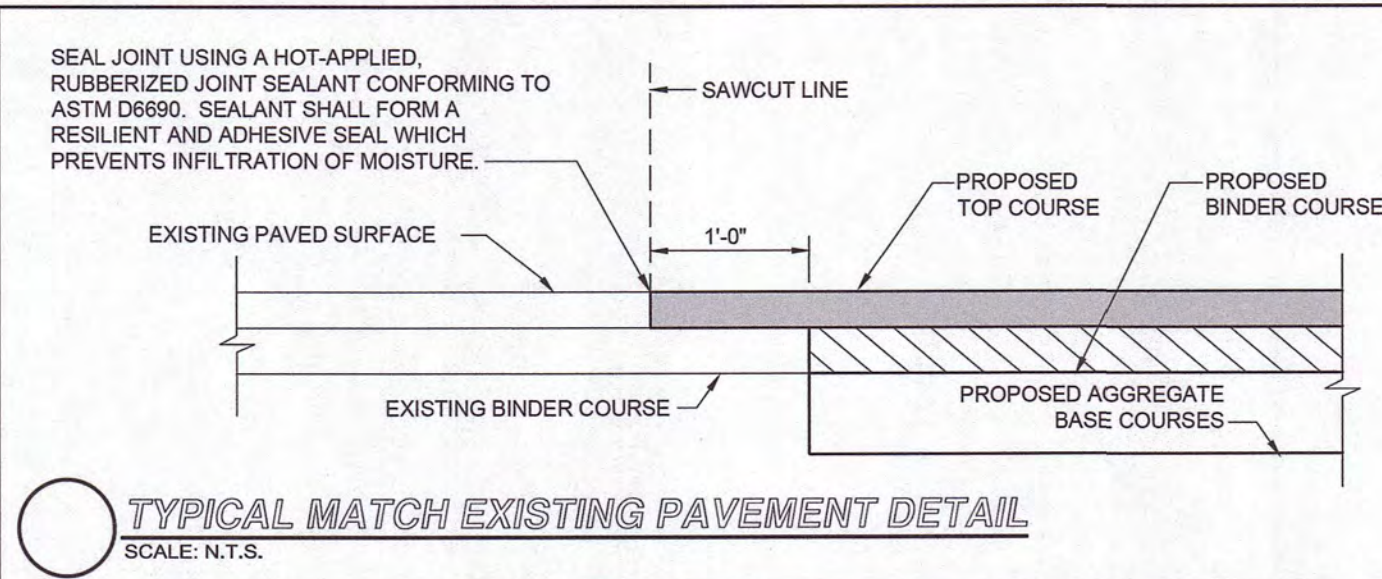 SEAL JOINT USING A HOT-APPLIED,
RUBBERIZED JOINT SEALANT CONFORMING TO
ASTM D6690. SEALANT SHALL FORM A
RESILIENT AND ADHESIVE SEAL WHICH
PREVENTS INFILTRATION OF MOISTURE.
SAWCUT LINE
PROPOSED
TOP COURSE
PROPOSED
BINDER COURSE
EXISTING PAVED SURFACE
1'-0"
EXISTING BINDER COURSE
PROPOSED AGGREGATE
BASE COURSES
TYPICAL MATCH EXISTING PAVEMENT DETAIL
SCALE: N.T.S.